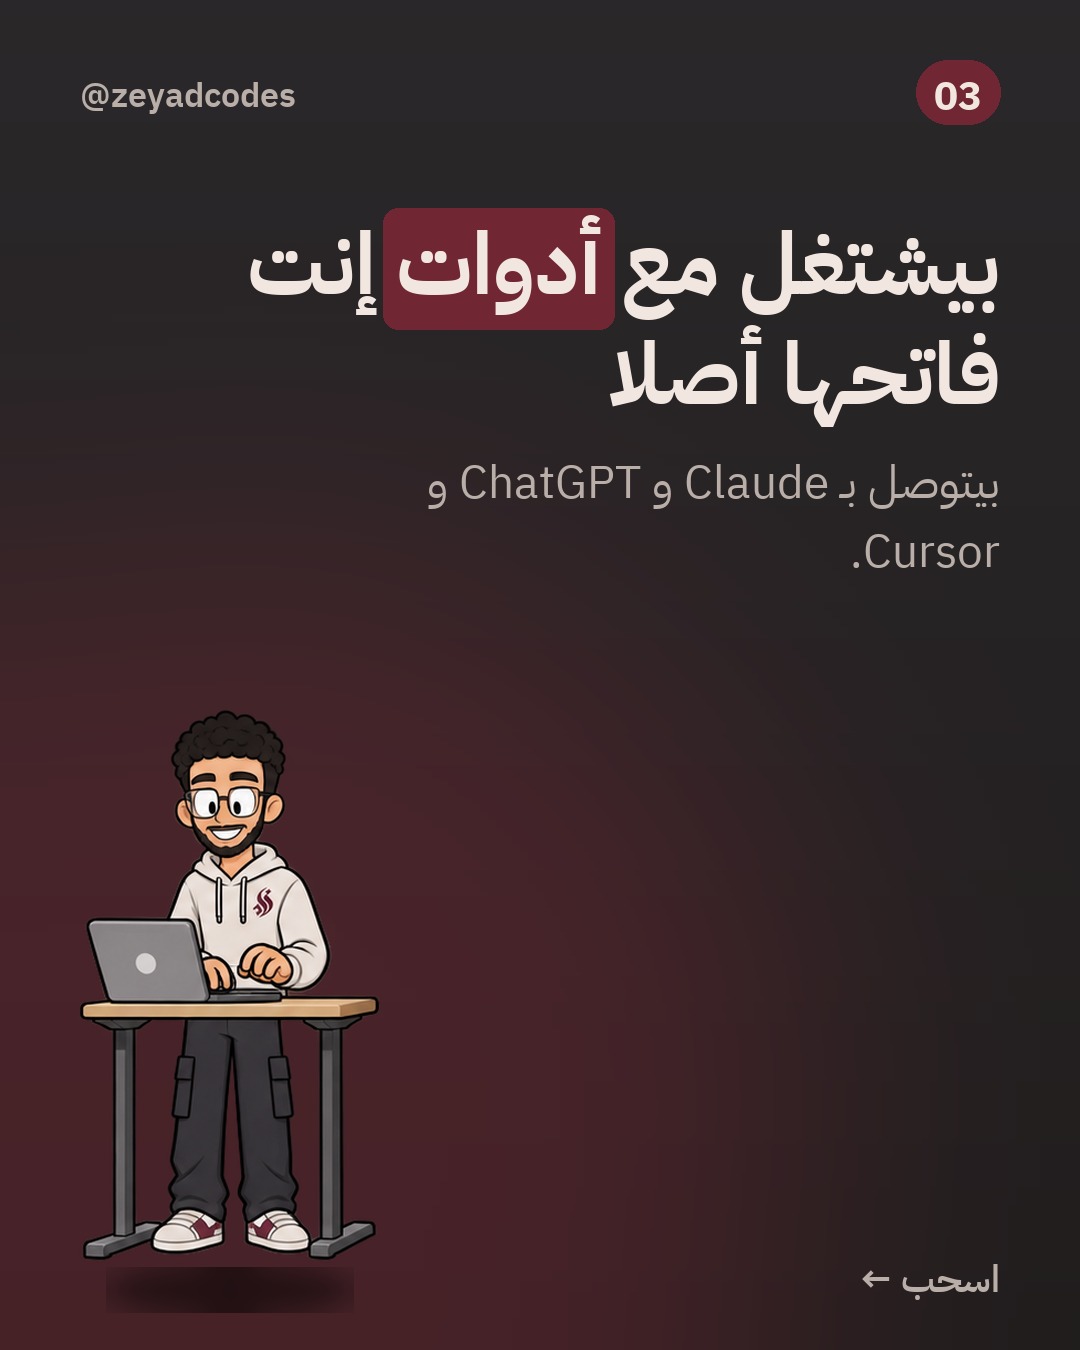 @zeyadcodes
03
بيشتغل مع أدوات إنت
فاتحها أصلا
بيتوصل بـ Claude و ChatGPT و
Cursor.
اسحب ←